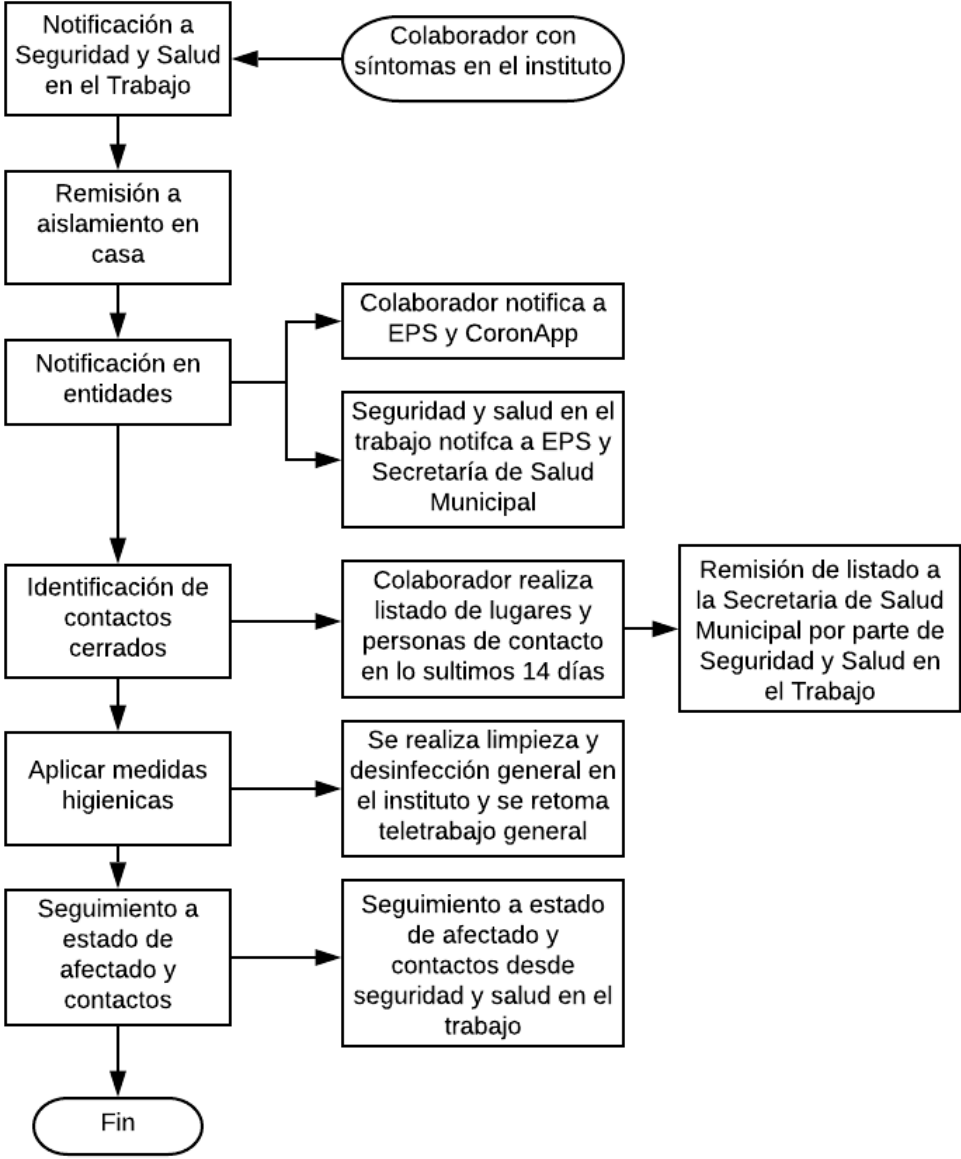 Notificación a
Seguridad y Salud
en el Trabajo
Colaborador con
síntomas en el instituto
Remisión a
aislamiento en
casa
Notificación en
entidades
Colaborador notifica a
EPS y CoronApp
Seguridad y salud en el
trabajo notifca a EPS y
Secretaría de Salud
Municipal
Identificación de
contactos
cerrados
Colaborador realiza
listado de lugares y
personas de contacto
en lo sultimos 14 días
Remisión de listado a
la Secretaria de Salud
Municipal por parte de
Seguridad y Salud en
el Trabajo
Aplicar medidas
higienicas
Se realiza limpieza y
desinfección general en
el instituto y se retoma
teletrabajo general
Seguimiento a
estado de
afectado y
contactos
Seguimiento a estado
de afectado y
contactos desde
seguridad y salud en el
trabajo
Fin